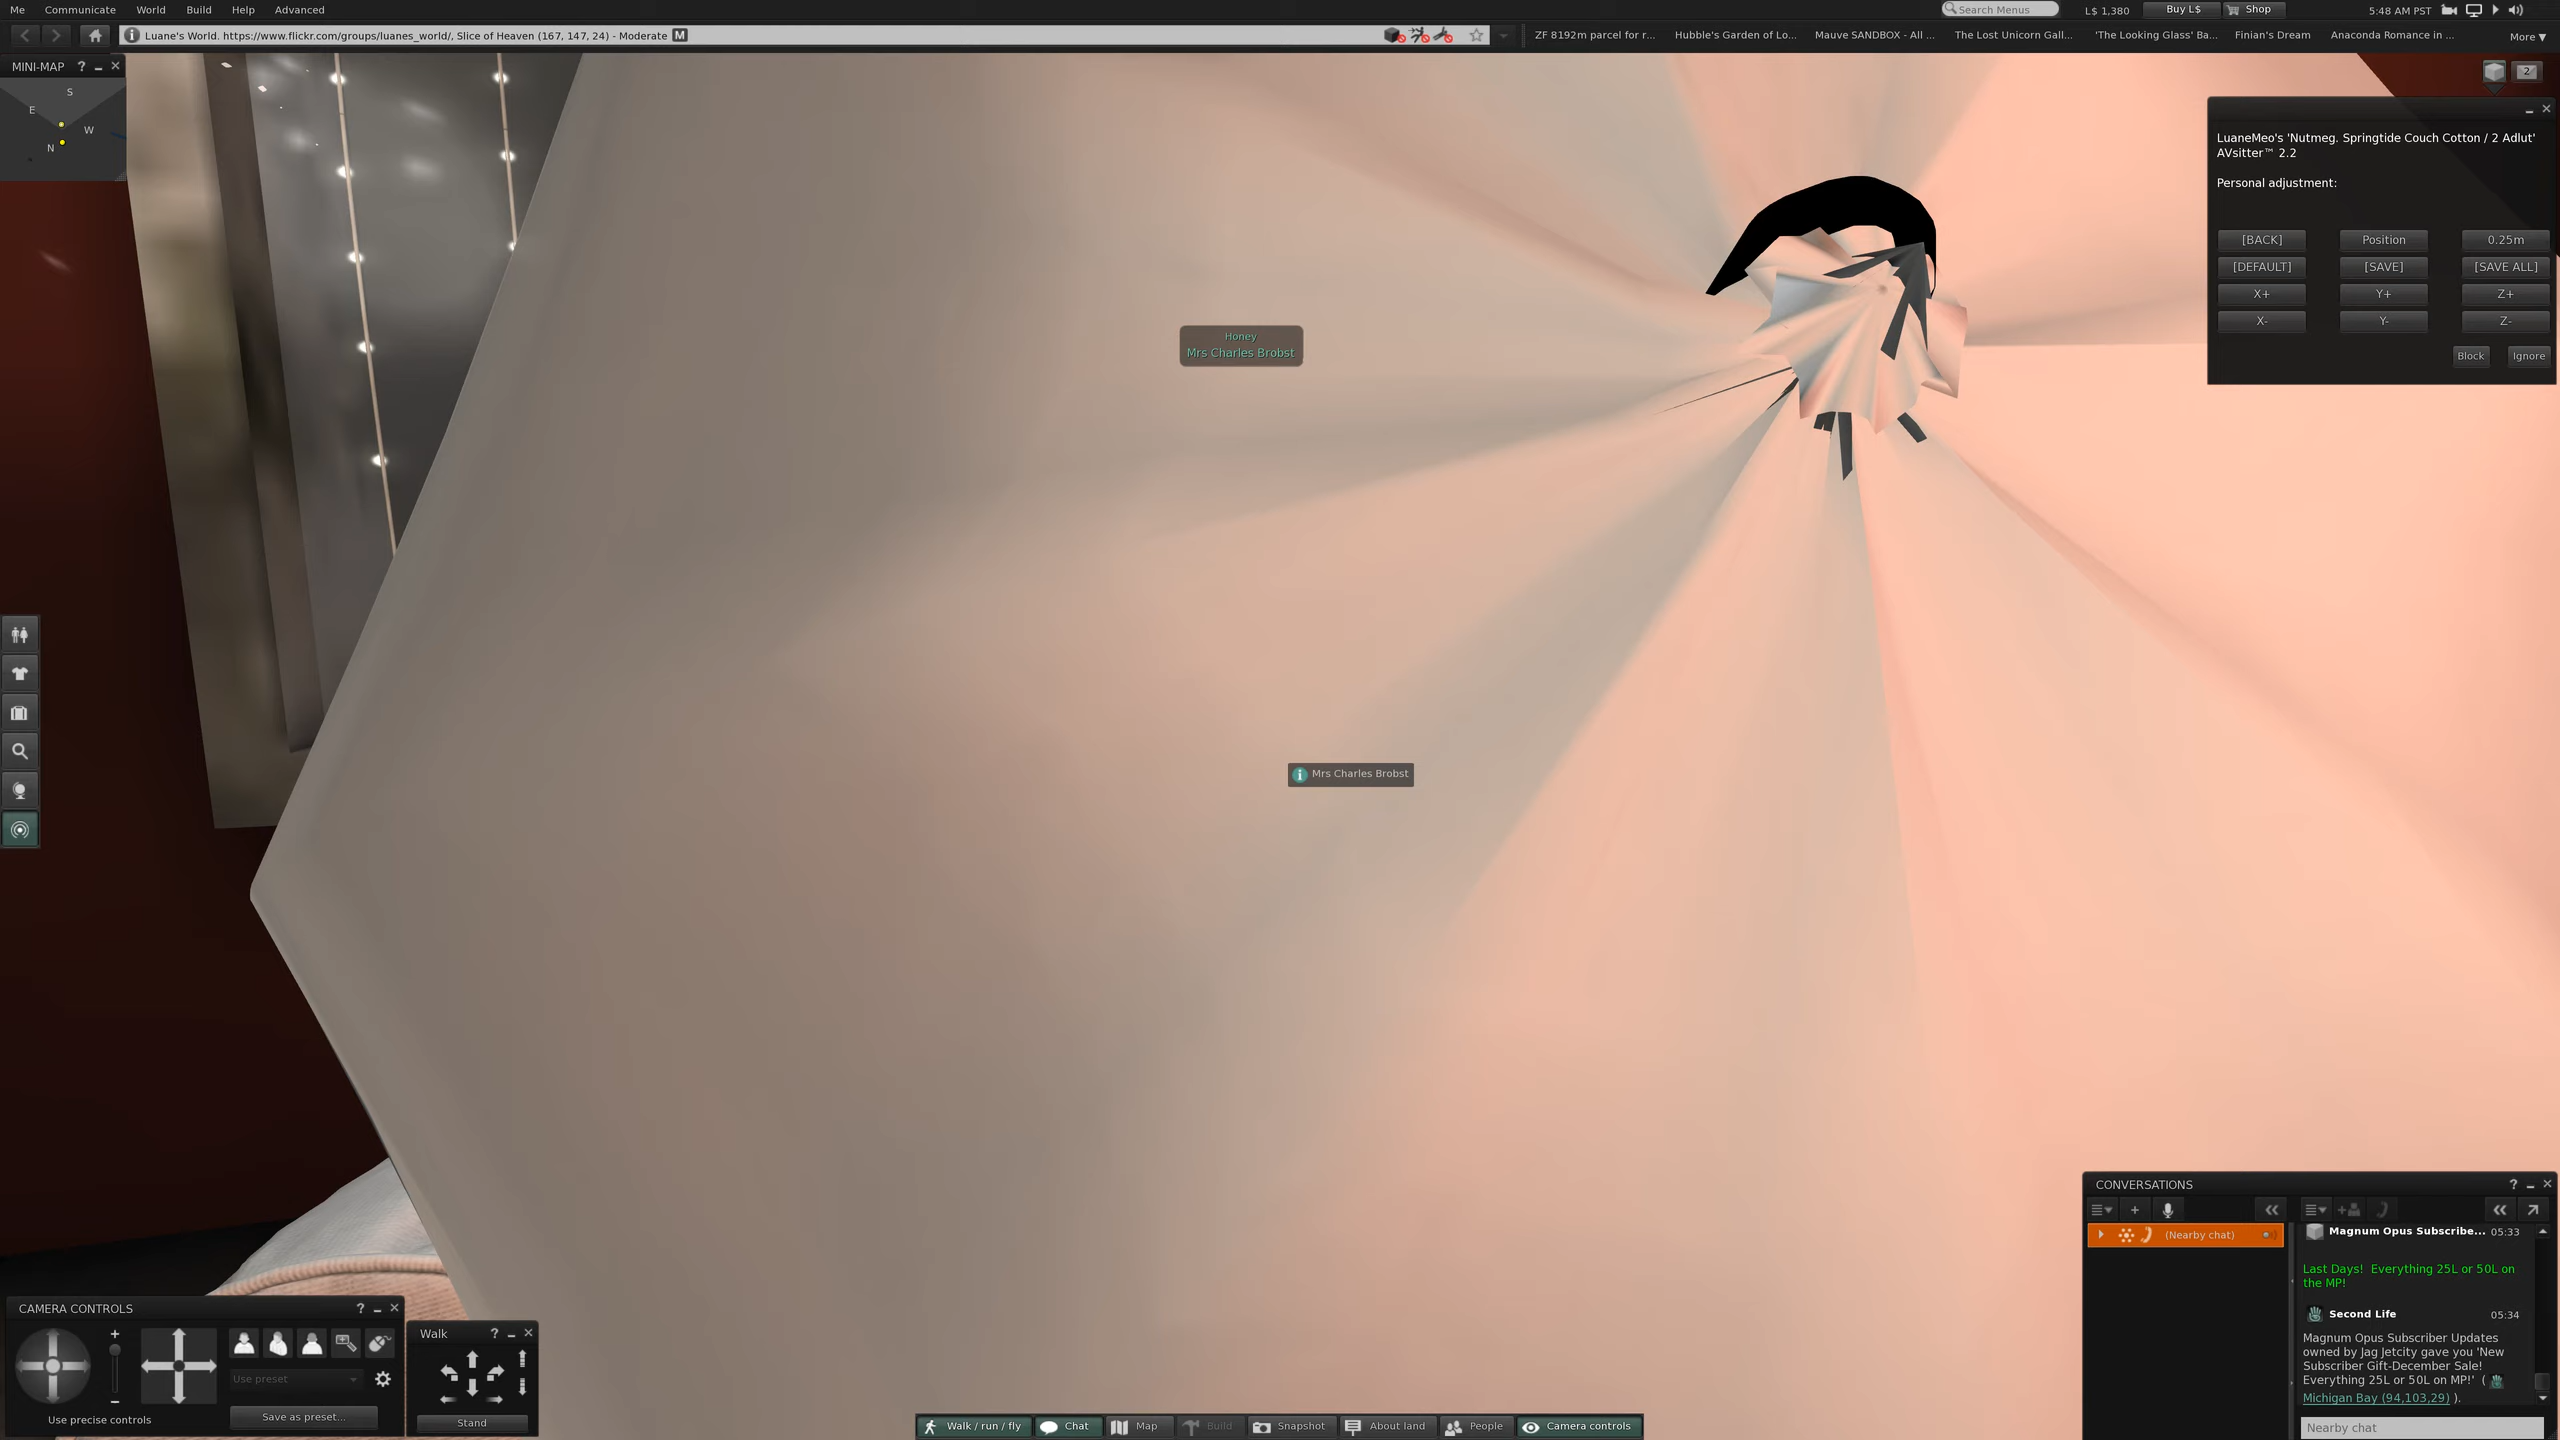 Me Communicate World Build Help Advanced
Search Menus
L$ 1,380 Buy L$ Shop 5:48 AM PST
Luane's World. https://www.flickr.com/groups/luanes_world/, Slice of Heaven (167, 147, 24) - Moderate M
ZF 8192m parcel for r... Hubble's Garden of Lo... Mauve SANDBOX - All ... The Lost Unicorn Gall... 'The Looking Glass' Ba... Finian's Dream Anaconda Romance in ... More
MINI-MAP ?
S
E
W
N
2
LuaneMeo's 'Nutmeg. Springtide Couch Cotton / 2 Adlut'
AVsitter™ 2.2
Personal adjustment:
[BACK] Position 0.25m
[DEFAULT] [SAVE] [SAVE ALL]
X+ Y+ Z+
X- Y- Z-
Block Ignore
Honey
Mrs Charles Brobst
Mrs Charles Brobst
CONVERSATIONS ?
(Nearby chat)
Magnum Opus Subscribe... 05:33
Last Days!  Everything 25L or 50L on
the MP!
Second Life 05:34
Magnum Opus Subscriber Updates
owned by Jag Jetcity gave you 'New
Subscriber Gift-December Sale!
Everything 25L or 50L on MP!' (
Michigan Bay (94,103,29) ).
Nearby chat
CAMERA CONTROLS ?
Use preset
Use precise controls
Save as preset...
Walk ?
Stand
Walk / run / fly Chat Map Build Snapshot About land People Camera controls